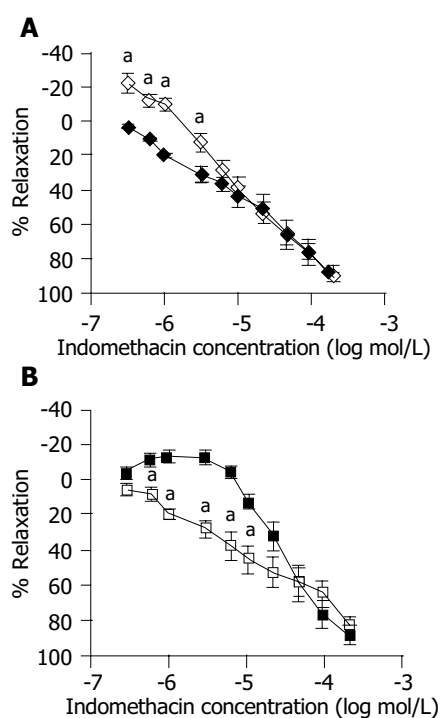 A
-40
-20
0
20
40
60
80
100
% Relaxation
a
a
a
a
-7 -6 -5 -4 -3
Indomethacin concentration (log mol/L)
B
-40
-20
0
20
40
60
80
100
% Relaxation
a
a
a
a
a
-7 -6 -5 -4 -3
Indomethacin concentration (log mol/L)